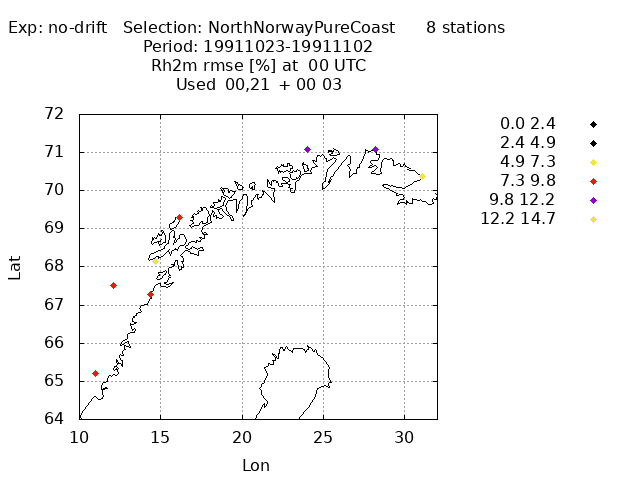 Exp: no-drift   Selection: NorthNorwayPureCoast      8 stations
Period: 19911023-19911102
Rh2m rmse [%] at  00 UTC
Used  00,21  + 00 03
0.0 2.4
2.4 4.9
4.9 7.3
7.3 9.8
9.8 12.2
12.2 14.7
72
71
70
69
68
67
66
65
64
Lat
10 15 20 25 30
Lon